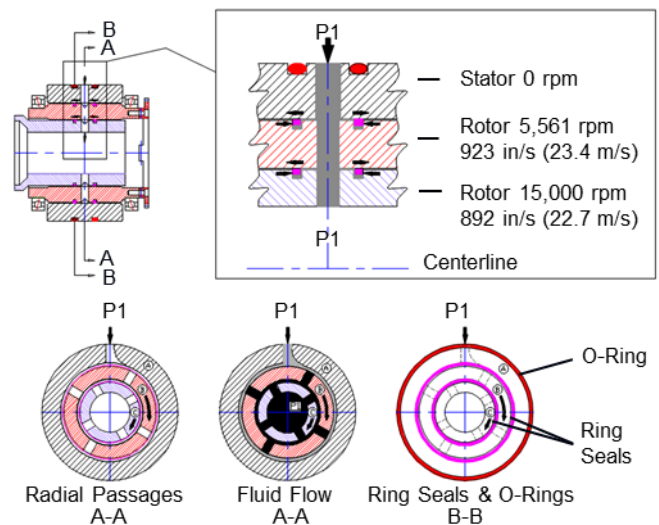 B
A
P1
Stator 0 rpm
Rotor 5,561 rpm
923 in/s (23.4 m/s)
Rotor 15,000 rpm
892 in/s (22.7 m/s)
P1
Centerline
A
B
P1
P1
P1
A
B
C
A
B
C
P1
A
B
C
O-Ring
Ring
Seals
Radial Passages
A-A
Fluid Flow
A-A
Ring Seals & O-Rings
B-B